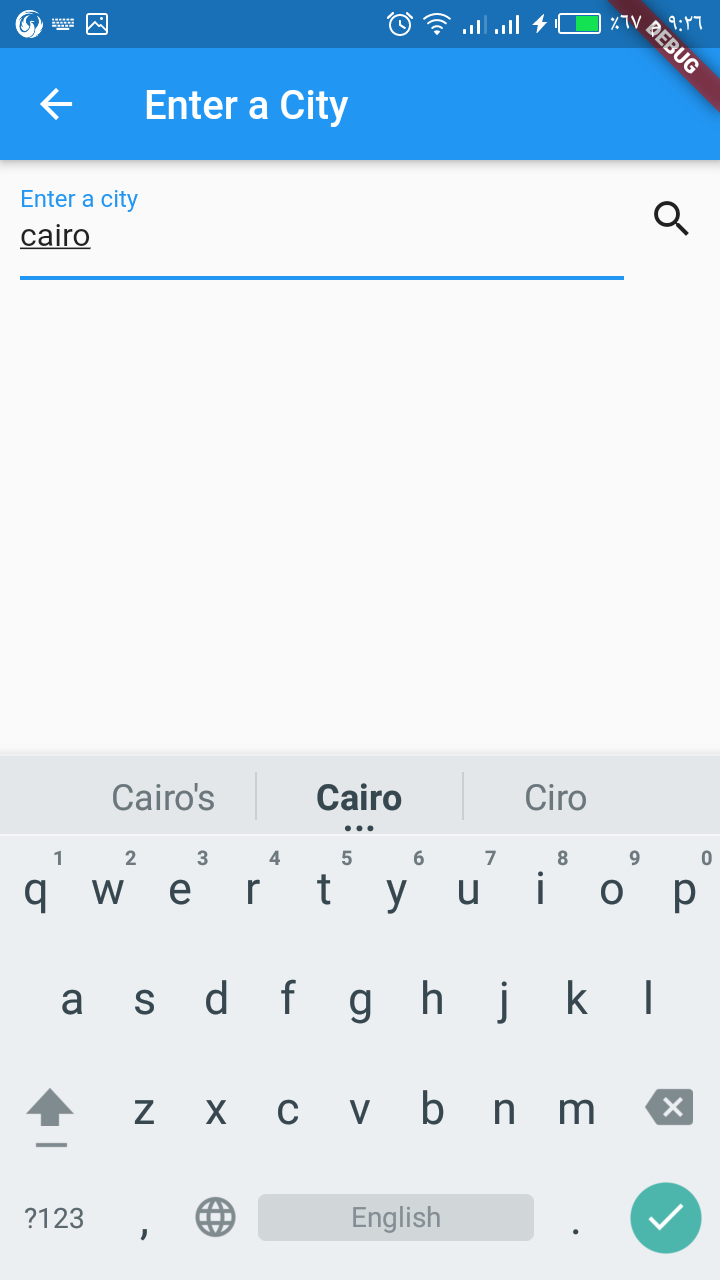 ٪٦٧ ٩:٢٦
DEBUG
Enter a City
Enter a city
cairo
Cairo's Cairo Ciro
1 2 3 4 5 6 7 8 9 0
q w e r t y u i o p
a s d f g h j k l
z x c v b n m
?123 , English .